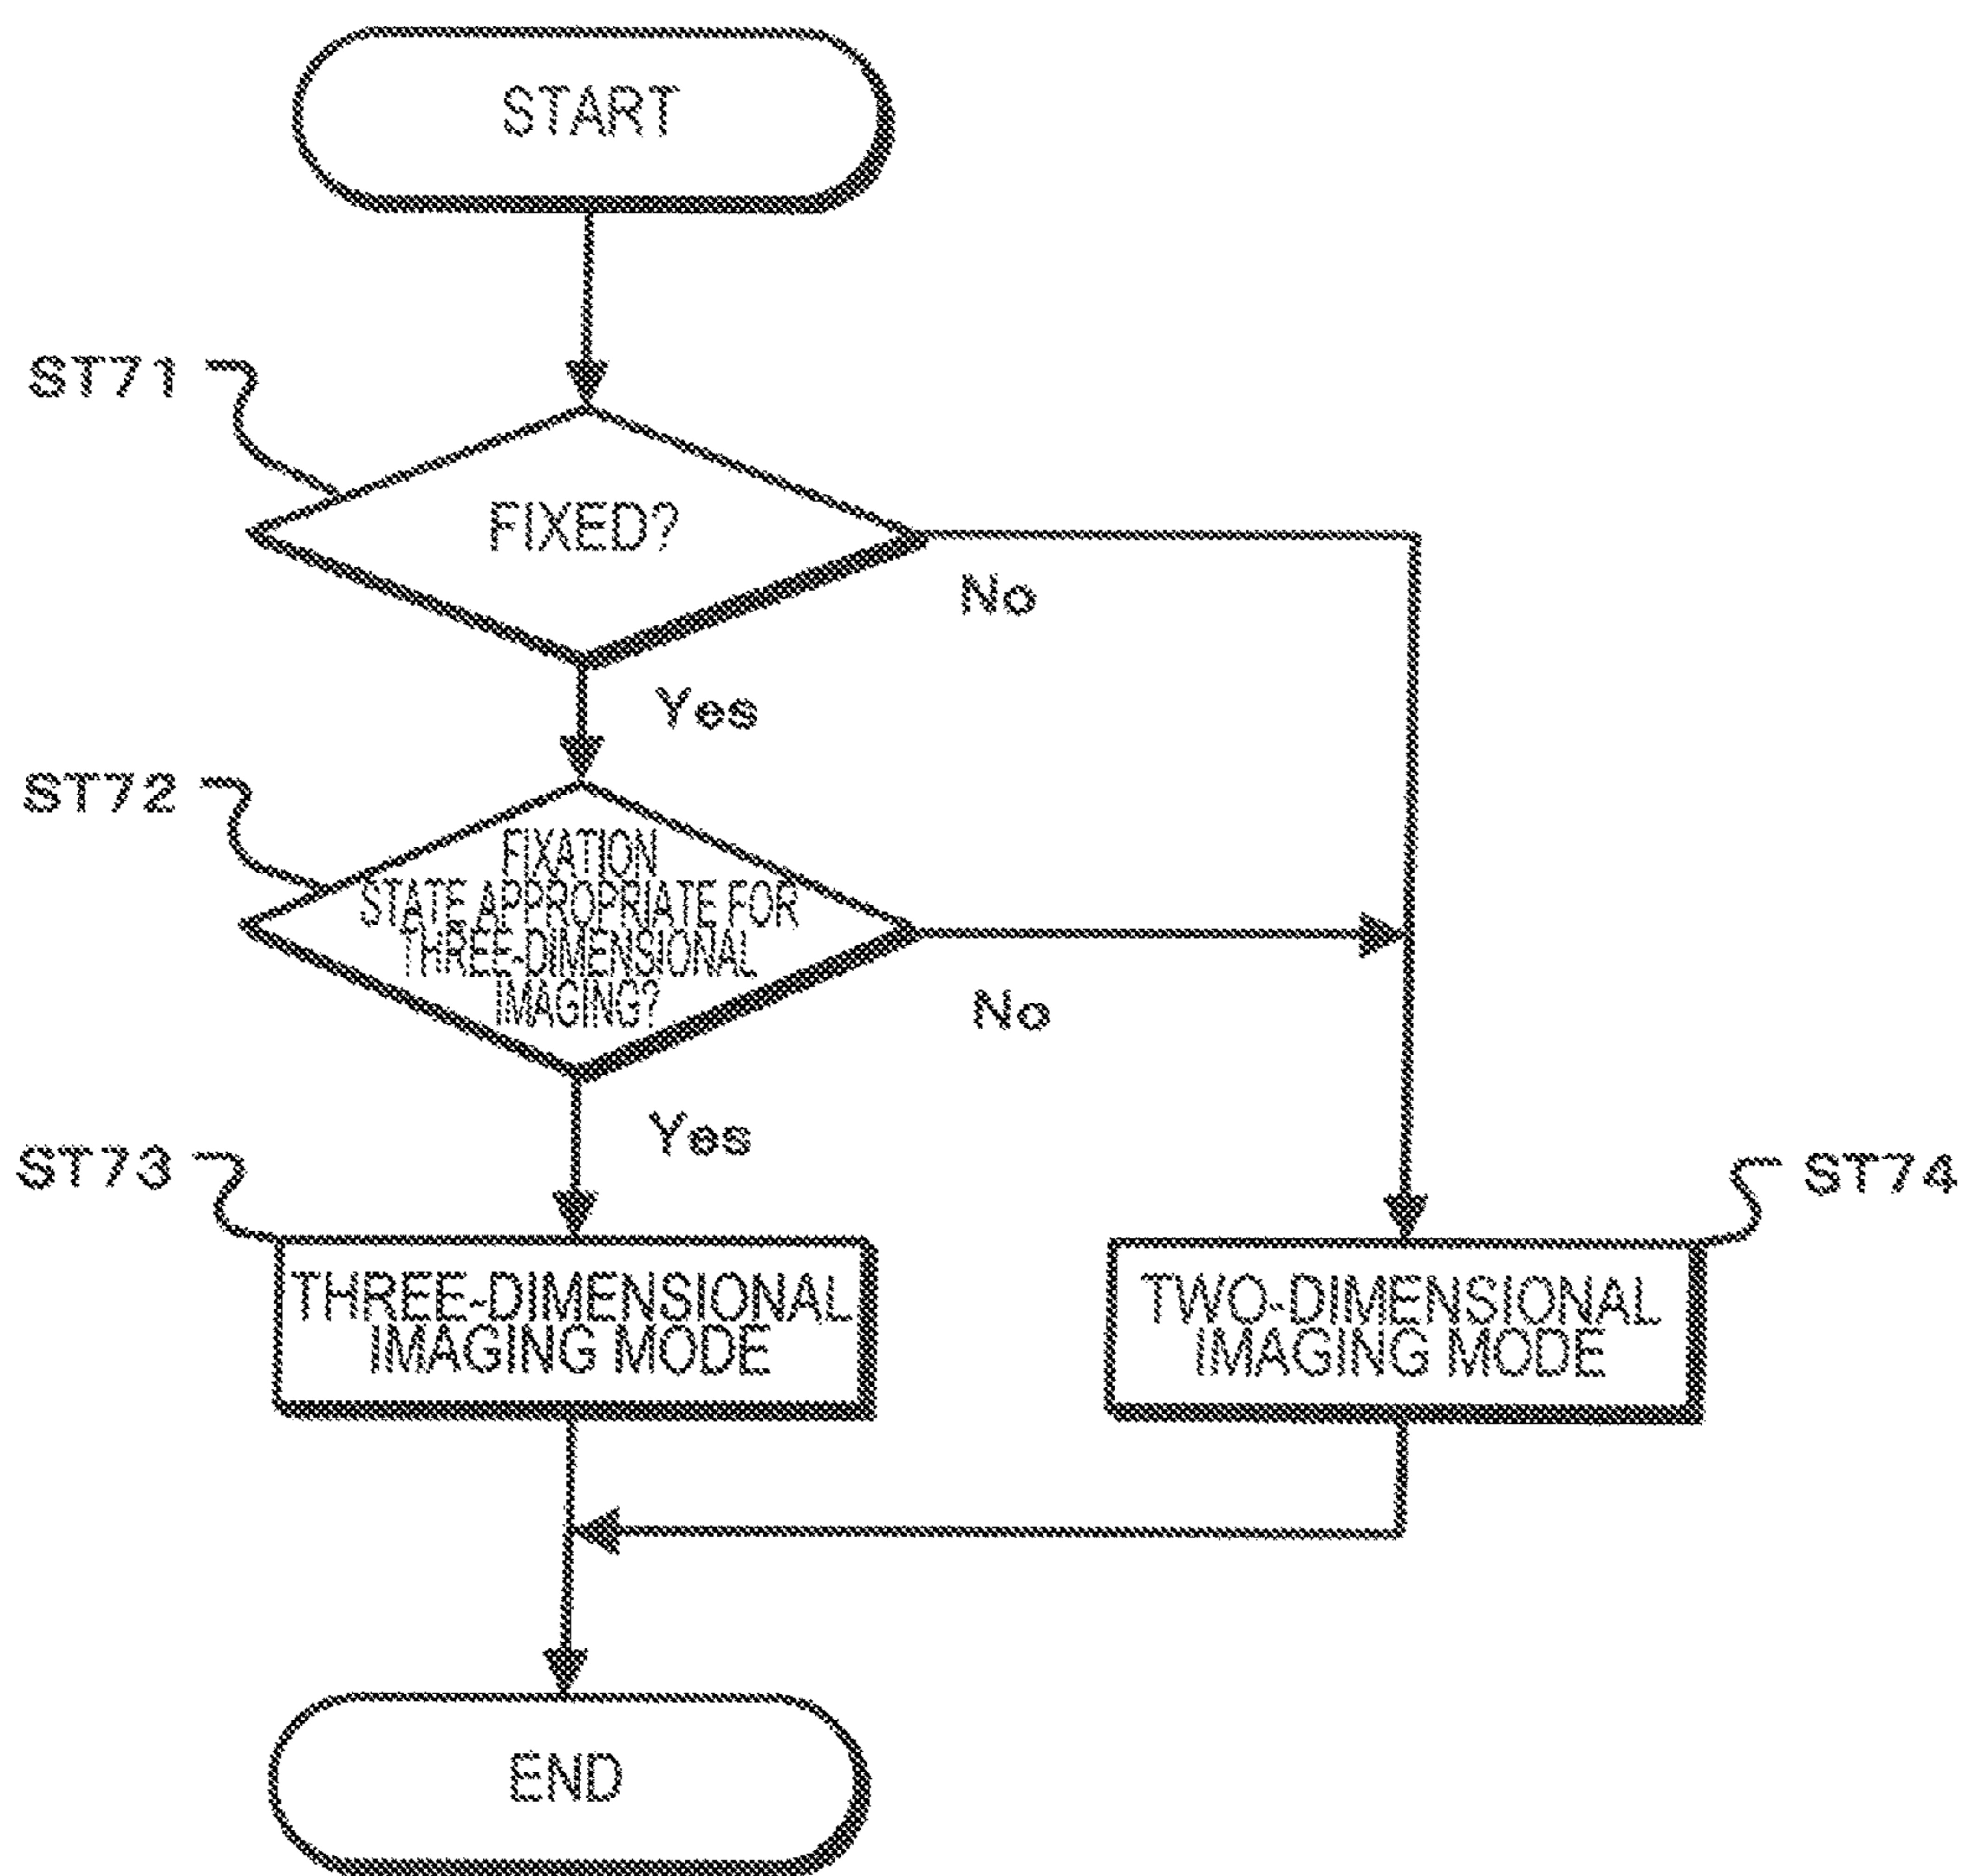 START
ST71
FIXED?
No
Yes
ST72
FIXATION
STATE APPROPRIATE FOR
THREE-DIMENSIONAL
IMAGING?
No
Yes
ST73
ST74
THREE-DIMENSIONAL
IMAGING MODE
TWO-DIMENSIONAL
IMAGING MODE
END